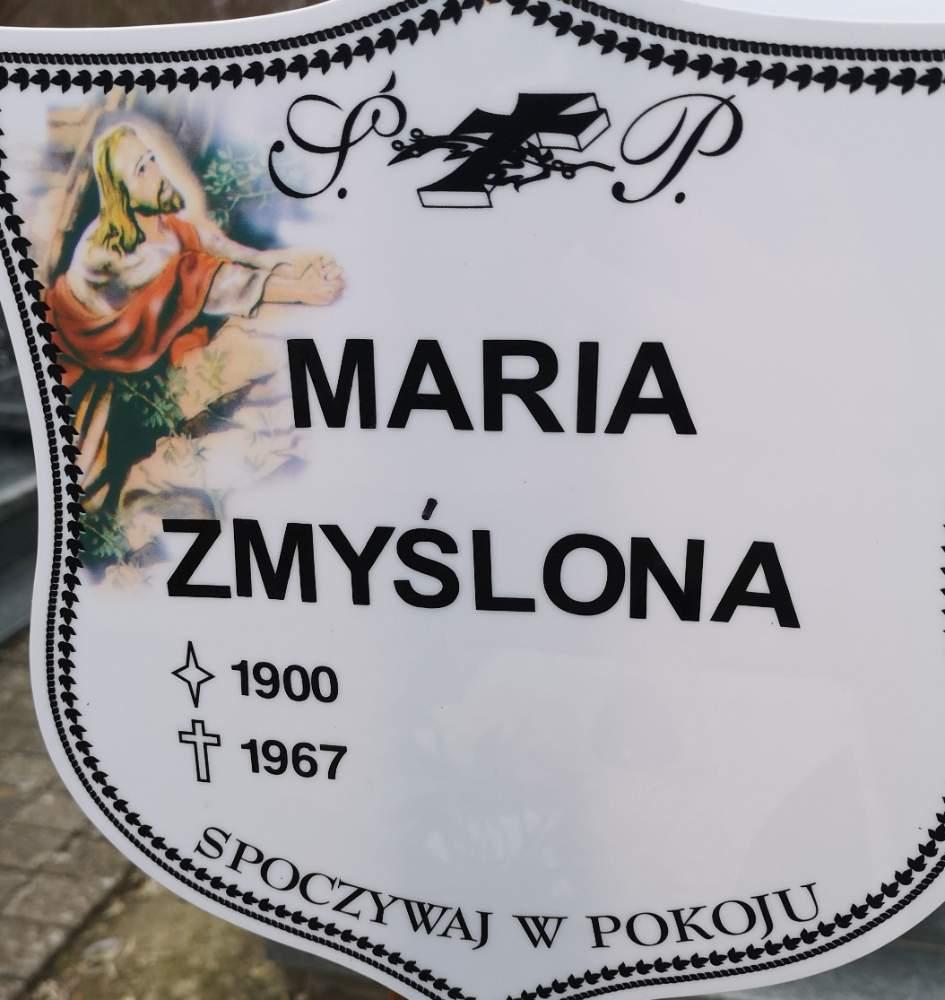 Ś. P.
MARIA
ZMYŚLONA
1900
1967
SPOCZYWAJ W POKOJU